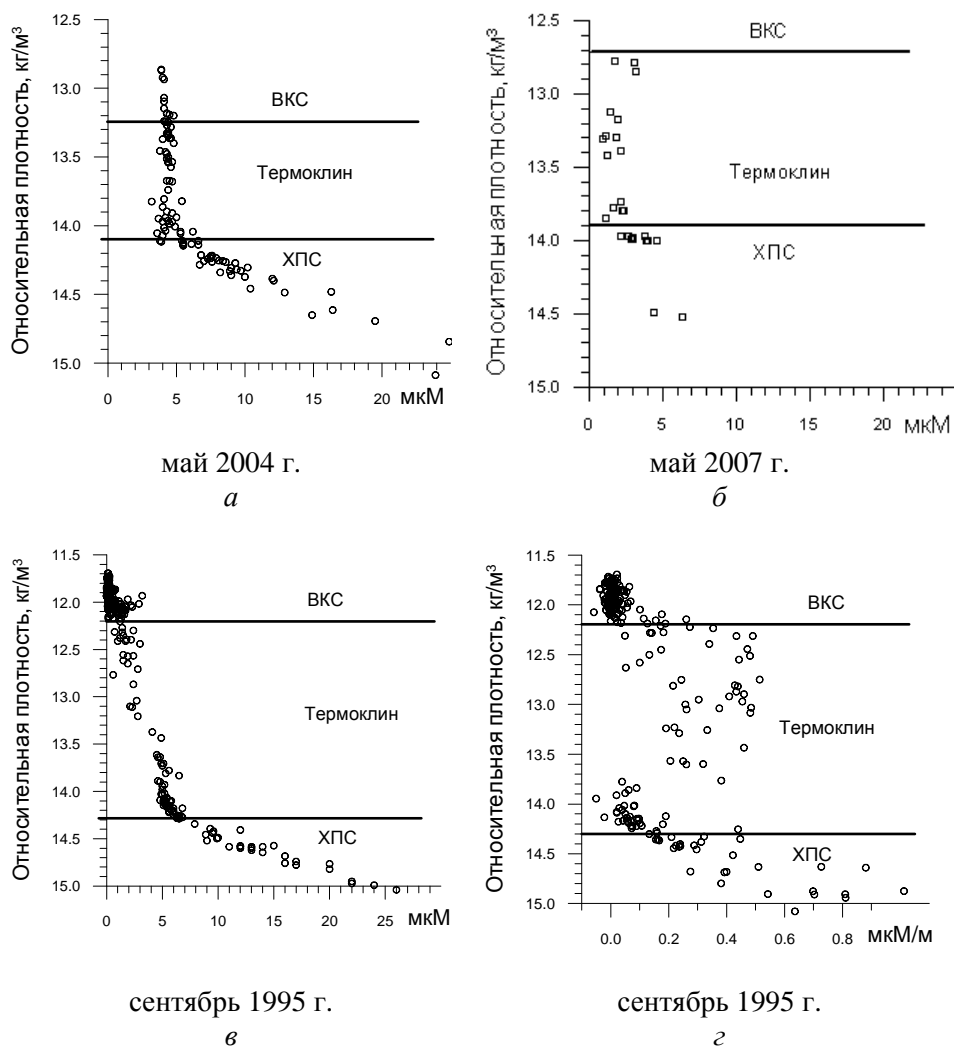 12.5
13.0
13.5
14.0
14.5
15.0
0 5 10 15 20 мкМ
Относительная плотность, кг/м³
ВКС
Термоклин
ХПС
май 2004 г.
а
12.5
13.0
13.5
14.0
14.5
15.0
0 5 10 15 20 мкМ
Относительная плотность, кг/м³
ВКС
Термоклин
ХПС
май 2007 г.
б
11.5
12.0
12.5
13.0
13.5
14.0
14.5
15.0
0 5 10 15 20 25 мкМ
Относительная плотность, кг/м³
ВКС
Термоклин
ХПС
сентябрь 1995 г.
в
11.5
12.0
12.5
13.0
13.5
14.0
14.5
15.0
0.0 0.2 0.4 0.6 0.8 мкМ/м
Относительная плотность, кг/м³
ВКС
Термоклин
ХПС
сентябрь 1995 г.
г